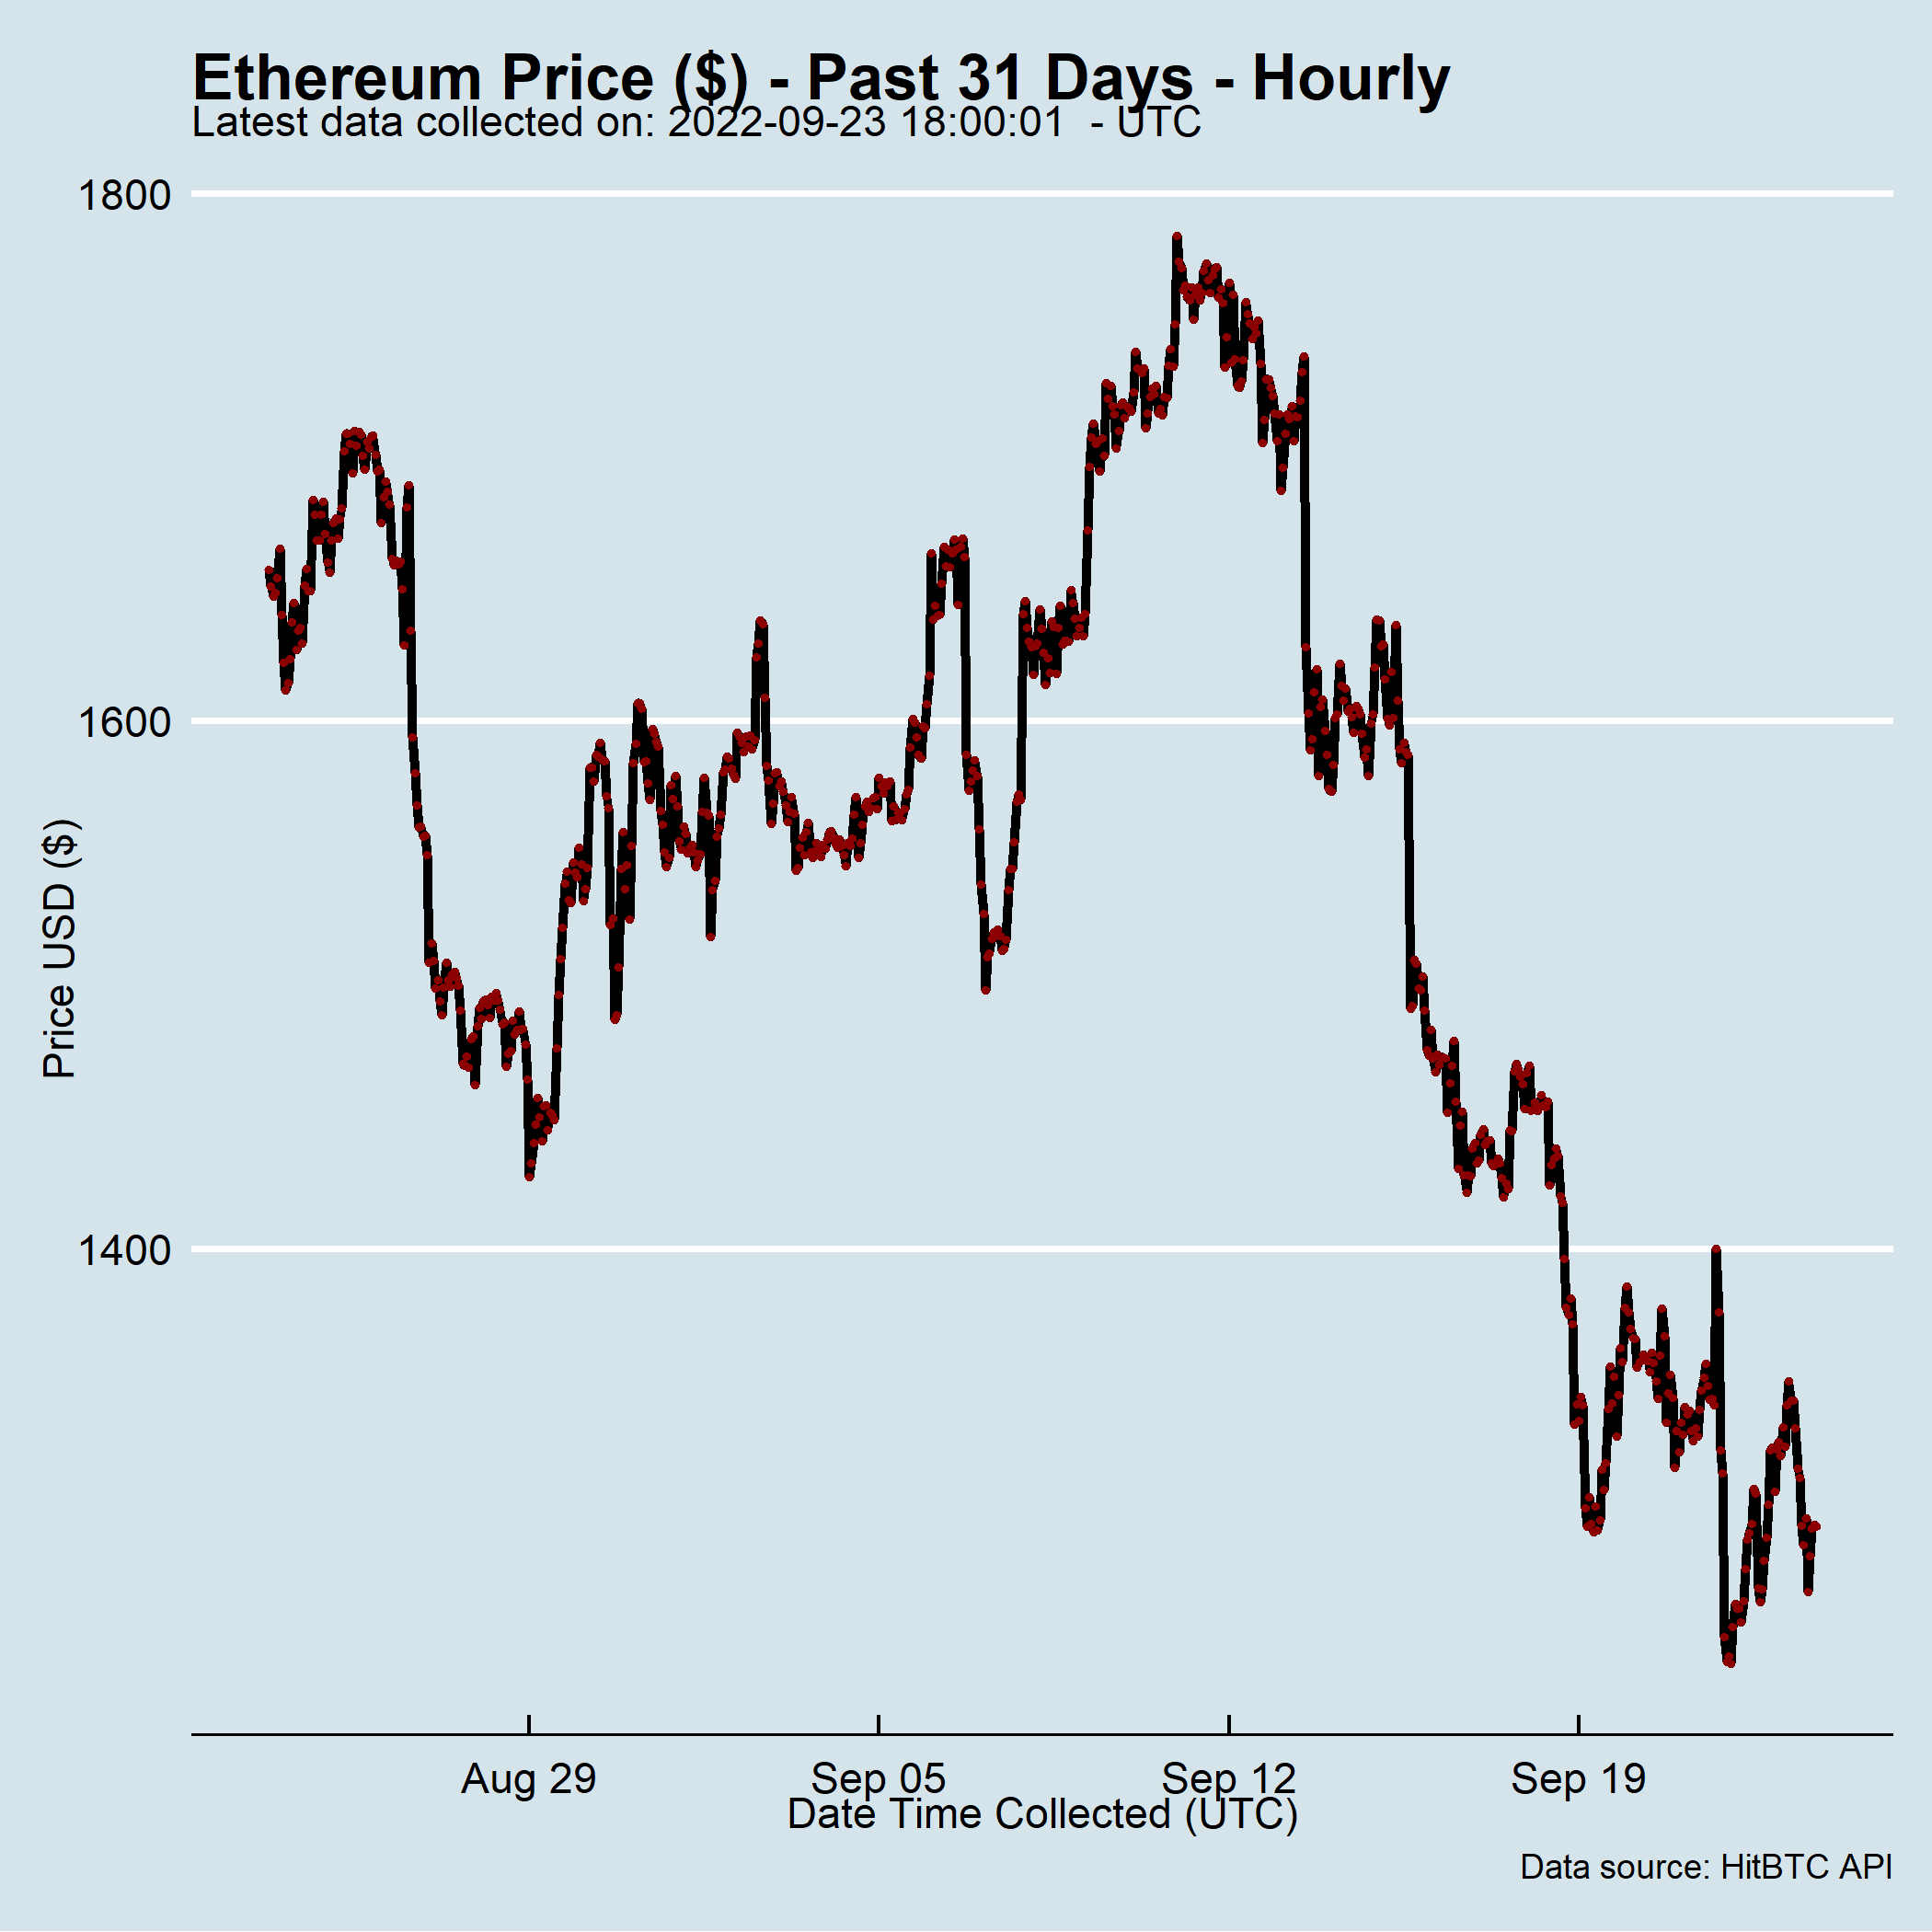 Ethereum Price ($) - Past 31 Days - Hourly
Latest data collected on: 2022-09-23 18:00:01  - UTC
1800
1600
1400
Price USD ($)
Aug 29 Sep 05 Sep 12 Sep 19
Date Time Collected (UTC)
Data source: HitBTC API